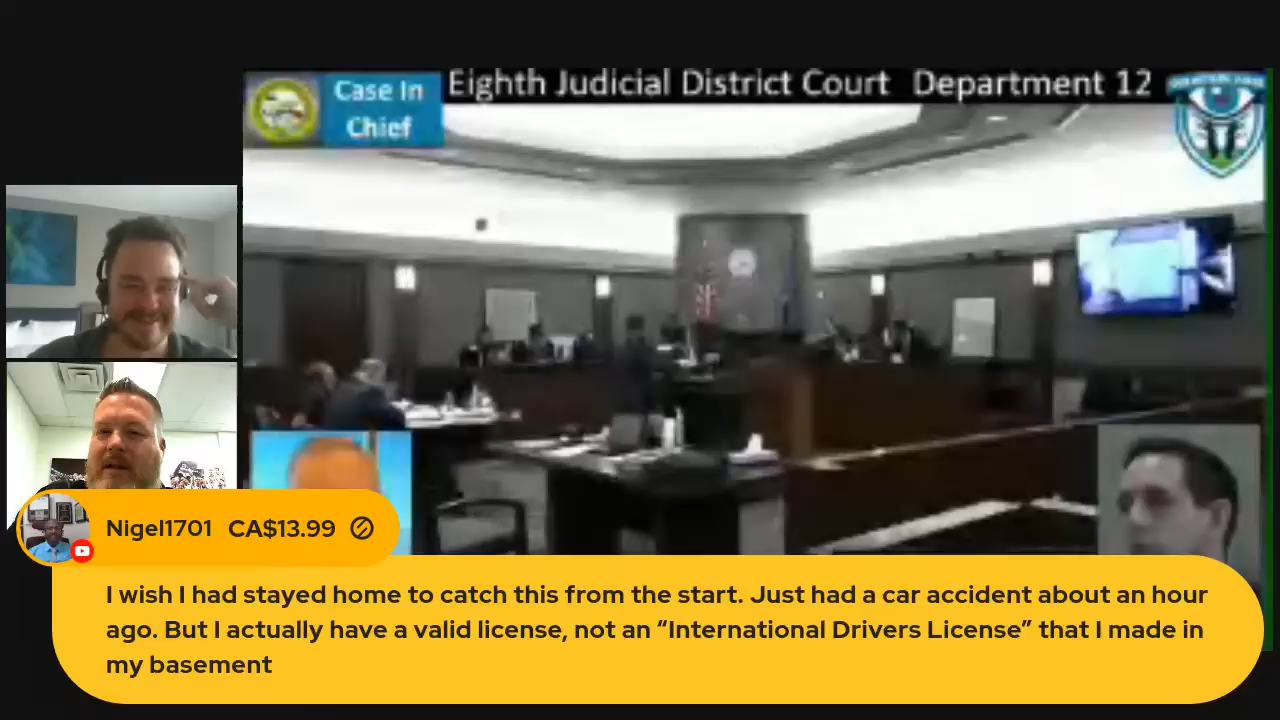 Case In
Chief
Eighth Judicial District Court Department 12
Nigel1701 CA$13.99
I wish I had stayed home to catch this from the start. Just had a car accident about an hour
ago. But I actually have a valid license, not an “International Drivers License” that I made in
my basement